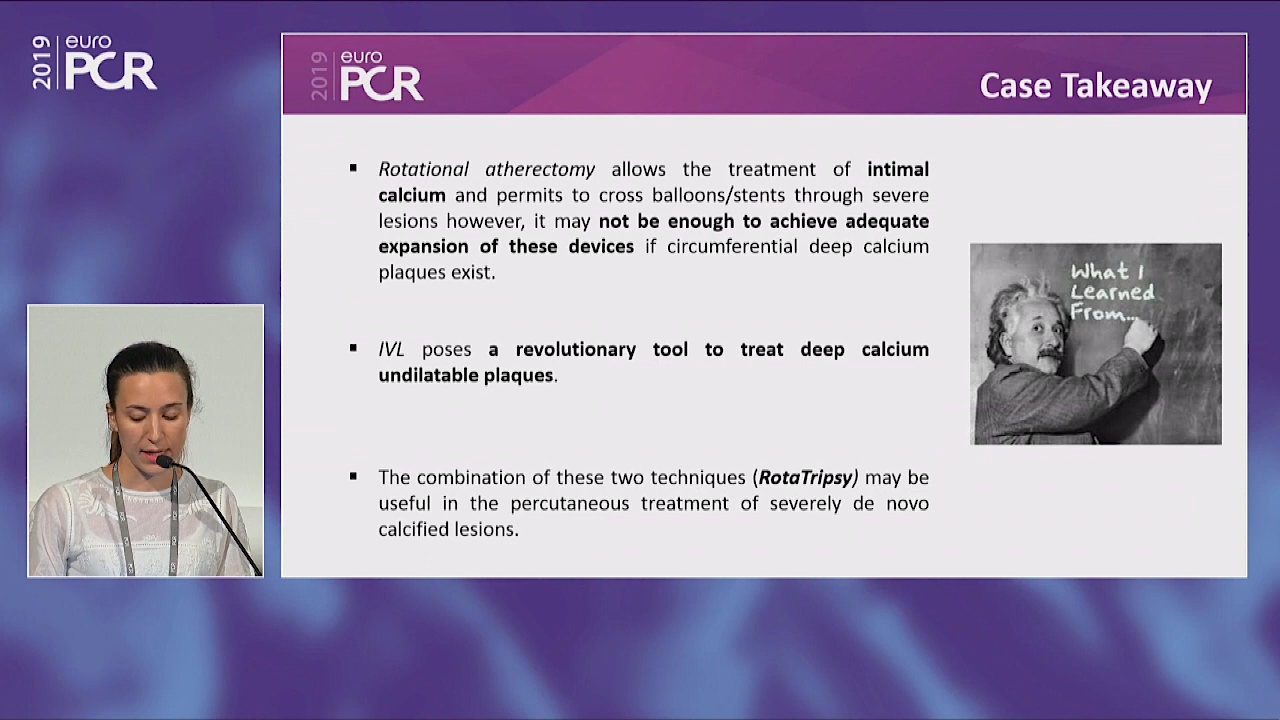 2019
euro
PCR
2019
euro
PCR
Case Takeaway
▪ Rotational atherectomy allows the treatment of intimal
calcium and permits to cross balloons/stents through severe
lesions however, it may not be enough to achieve adequate
expansion of these devices if circumferential deep calcium
plaques exist.
▪ IVL poses a revolutionary tool to treat deep calcium
undilatable plaques.
▪ The combination of these two techniques (RotaTripsy) may be
useful in the percutaneous treatment of severely de novo
calcified lesions.
What I
Learned
From...